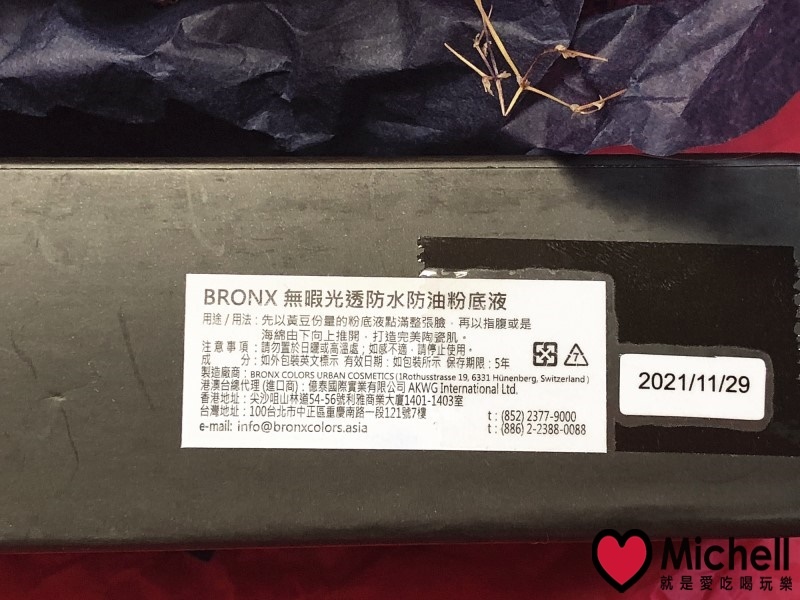 BRONX 無暇光透防水防油粉底液
用途/用法:先以黃豆份量的粉底液點滿整張臉,再以指腹或是
海綿由下向上推開,打造完美陶瓷肌。
注意事項:請勿置於日曬或高溫處;如感不適,請停止使用。
成 分:如外包裝英文標示 有效日期:如包裝所示 保存期限:5年
製造廠商:BRONX COLORS URBAN COSMETICS (1Rothusstrasse 19, 6331 Hünenberg, Switzerland)
港澳台總代理 (進口商):億泰國際實業有限公司 AKWG International Ltd.
香港地址:尖沙咀山林道54-56號利雅商業大廈1401-1403室
台灣地址:100台北市中正區重慶南路一段121號7樓
t:(852) 2377-9000
e-mail: info@bronxcolors.asia
t:(886) 2-2388-0088
7
2021/11/29
Michell
就是愛吃喝玩樂